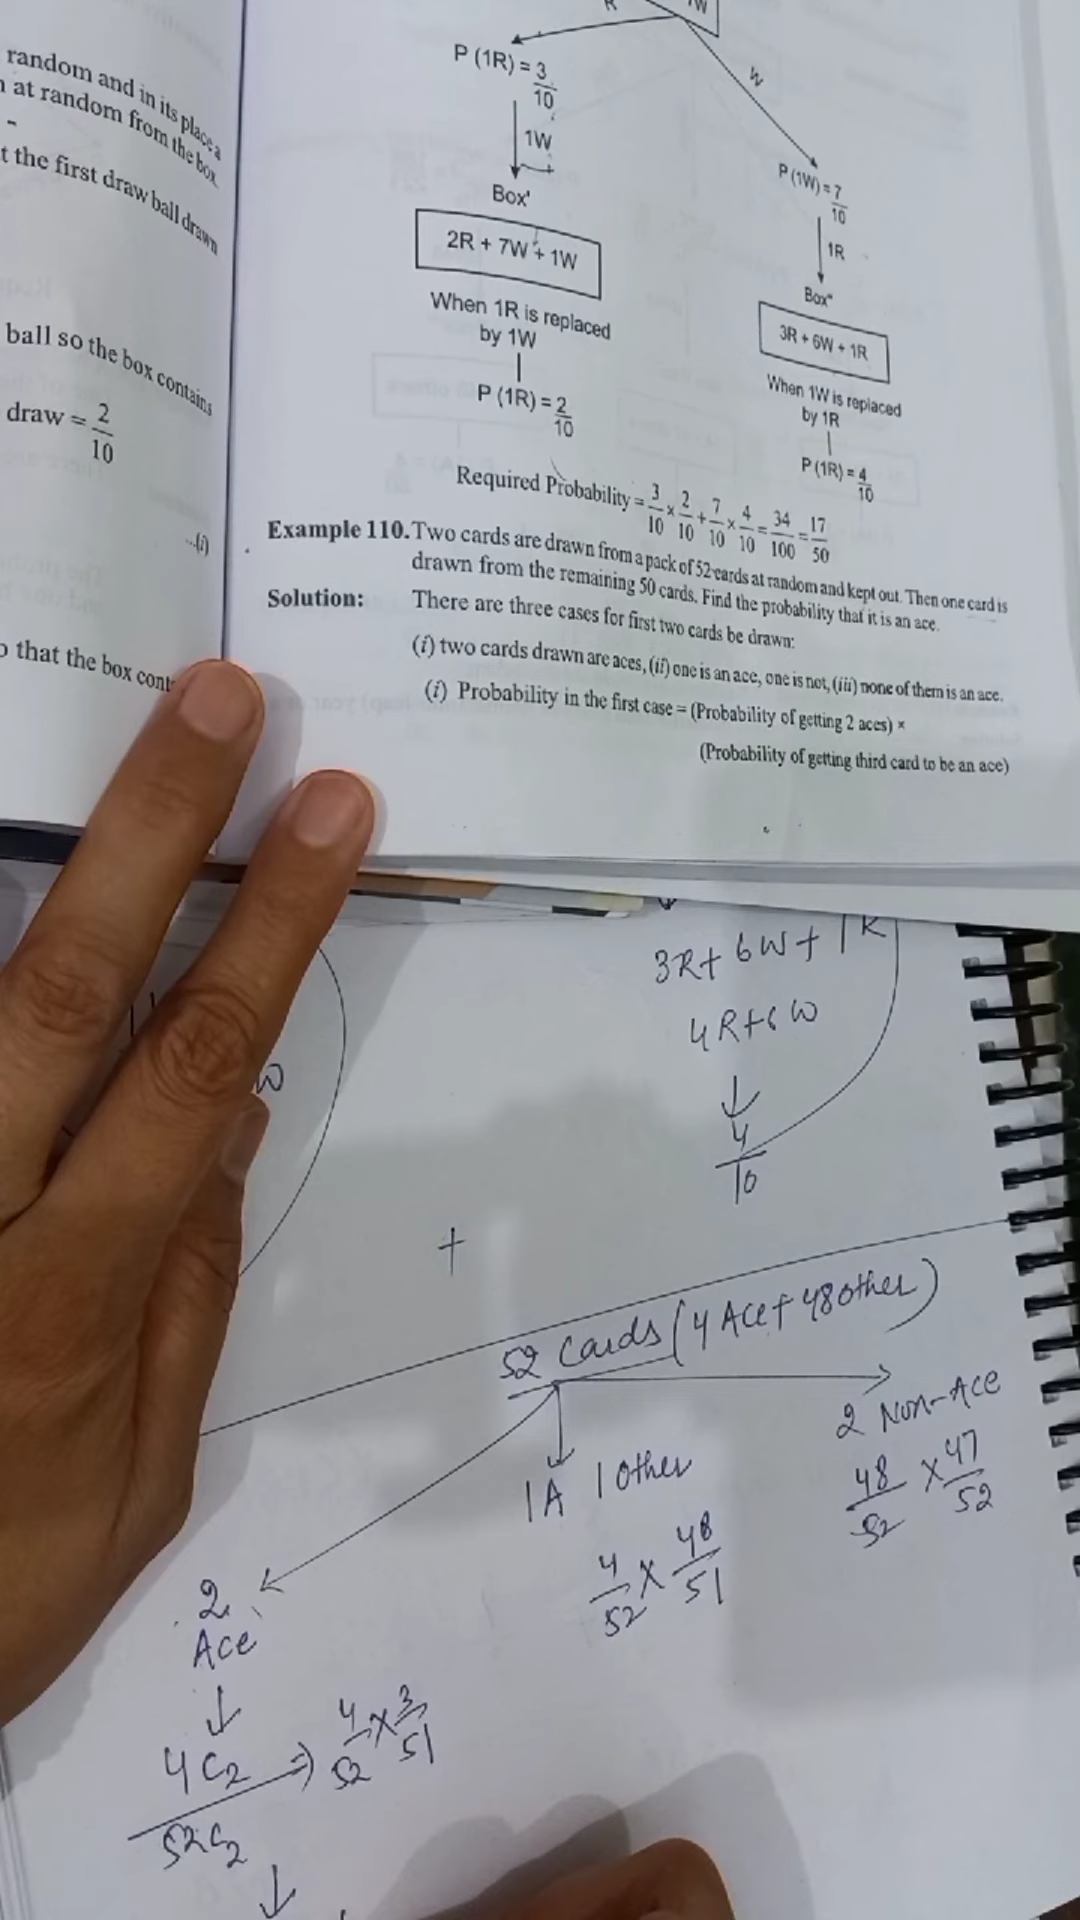 random and in its place a
at random from the box.
t the first draw ball drawn
ball so the box contains
draw = 2/10
...(i)
that the box cont
R
W
P (1R) = 3/10
1W
Box'
2R + 7W + 1W
When 1R is replaced
by 1W
P (1R) = 2/10
W
P (1W) = 7/10
1R
Box"
3R + 6W + 1R
When 1W is replaced
by 1R
P (1R) = 4/10
Required Probability = 3/10 × 2/10 + 7/10 × 4/10 = 34/100 = 17/50
Example 110. Two cards are drawn from a pack of 52 cards at random and kept out. Then one card is
drawn from the remaining 50 cards. Find the probability that it is an ace.
Solution: There are three cases for first two cards be drawn:
(i) two cards drawn are aces, (ii) one is an ace, one is not, (iii) none of them is an ace.
(i) Probability in the first case = (Probability of getting 2 aces) ×
(Probability of getting third card to be an ace)
3R+ 6W+ 1R
4R+6W
4/10
W
+
52 Cards (4 Ace+ 48 other)
2 Non-Ace
48/52 × 47/52
1A 1 Other
4/52 × 48/51
2
Ace
4C2/52C2 ⇒ 4/52 × 3/51